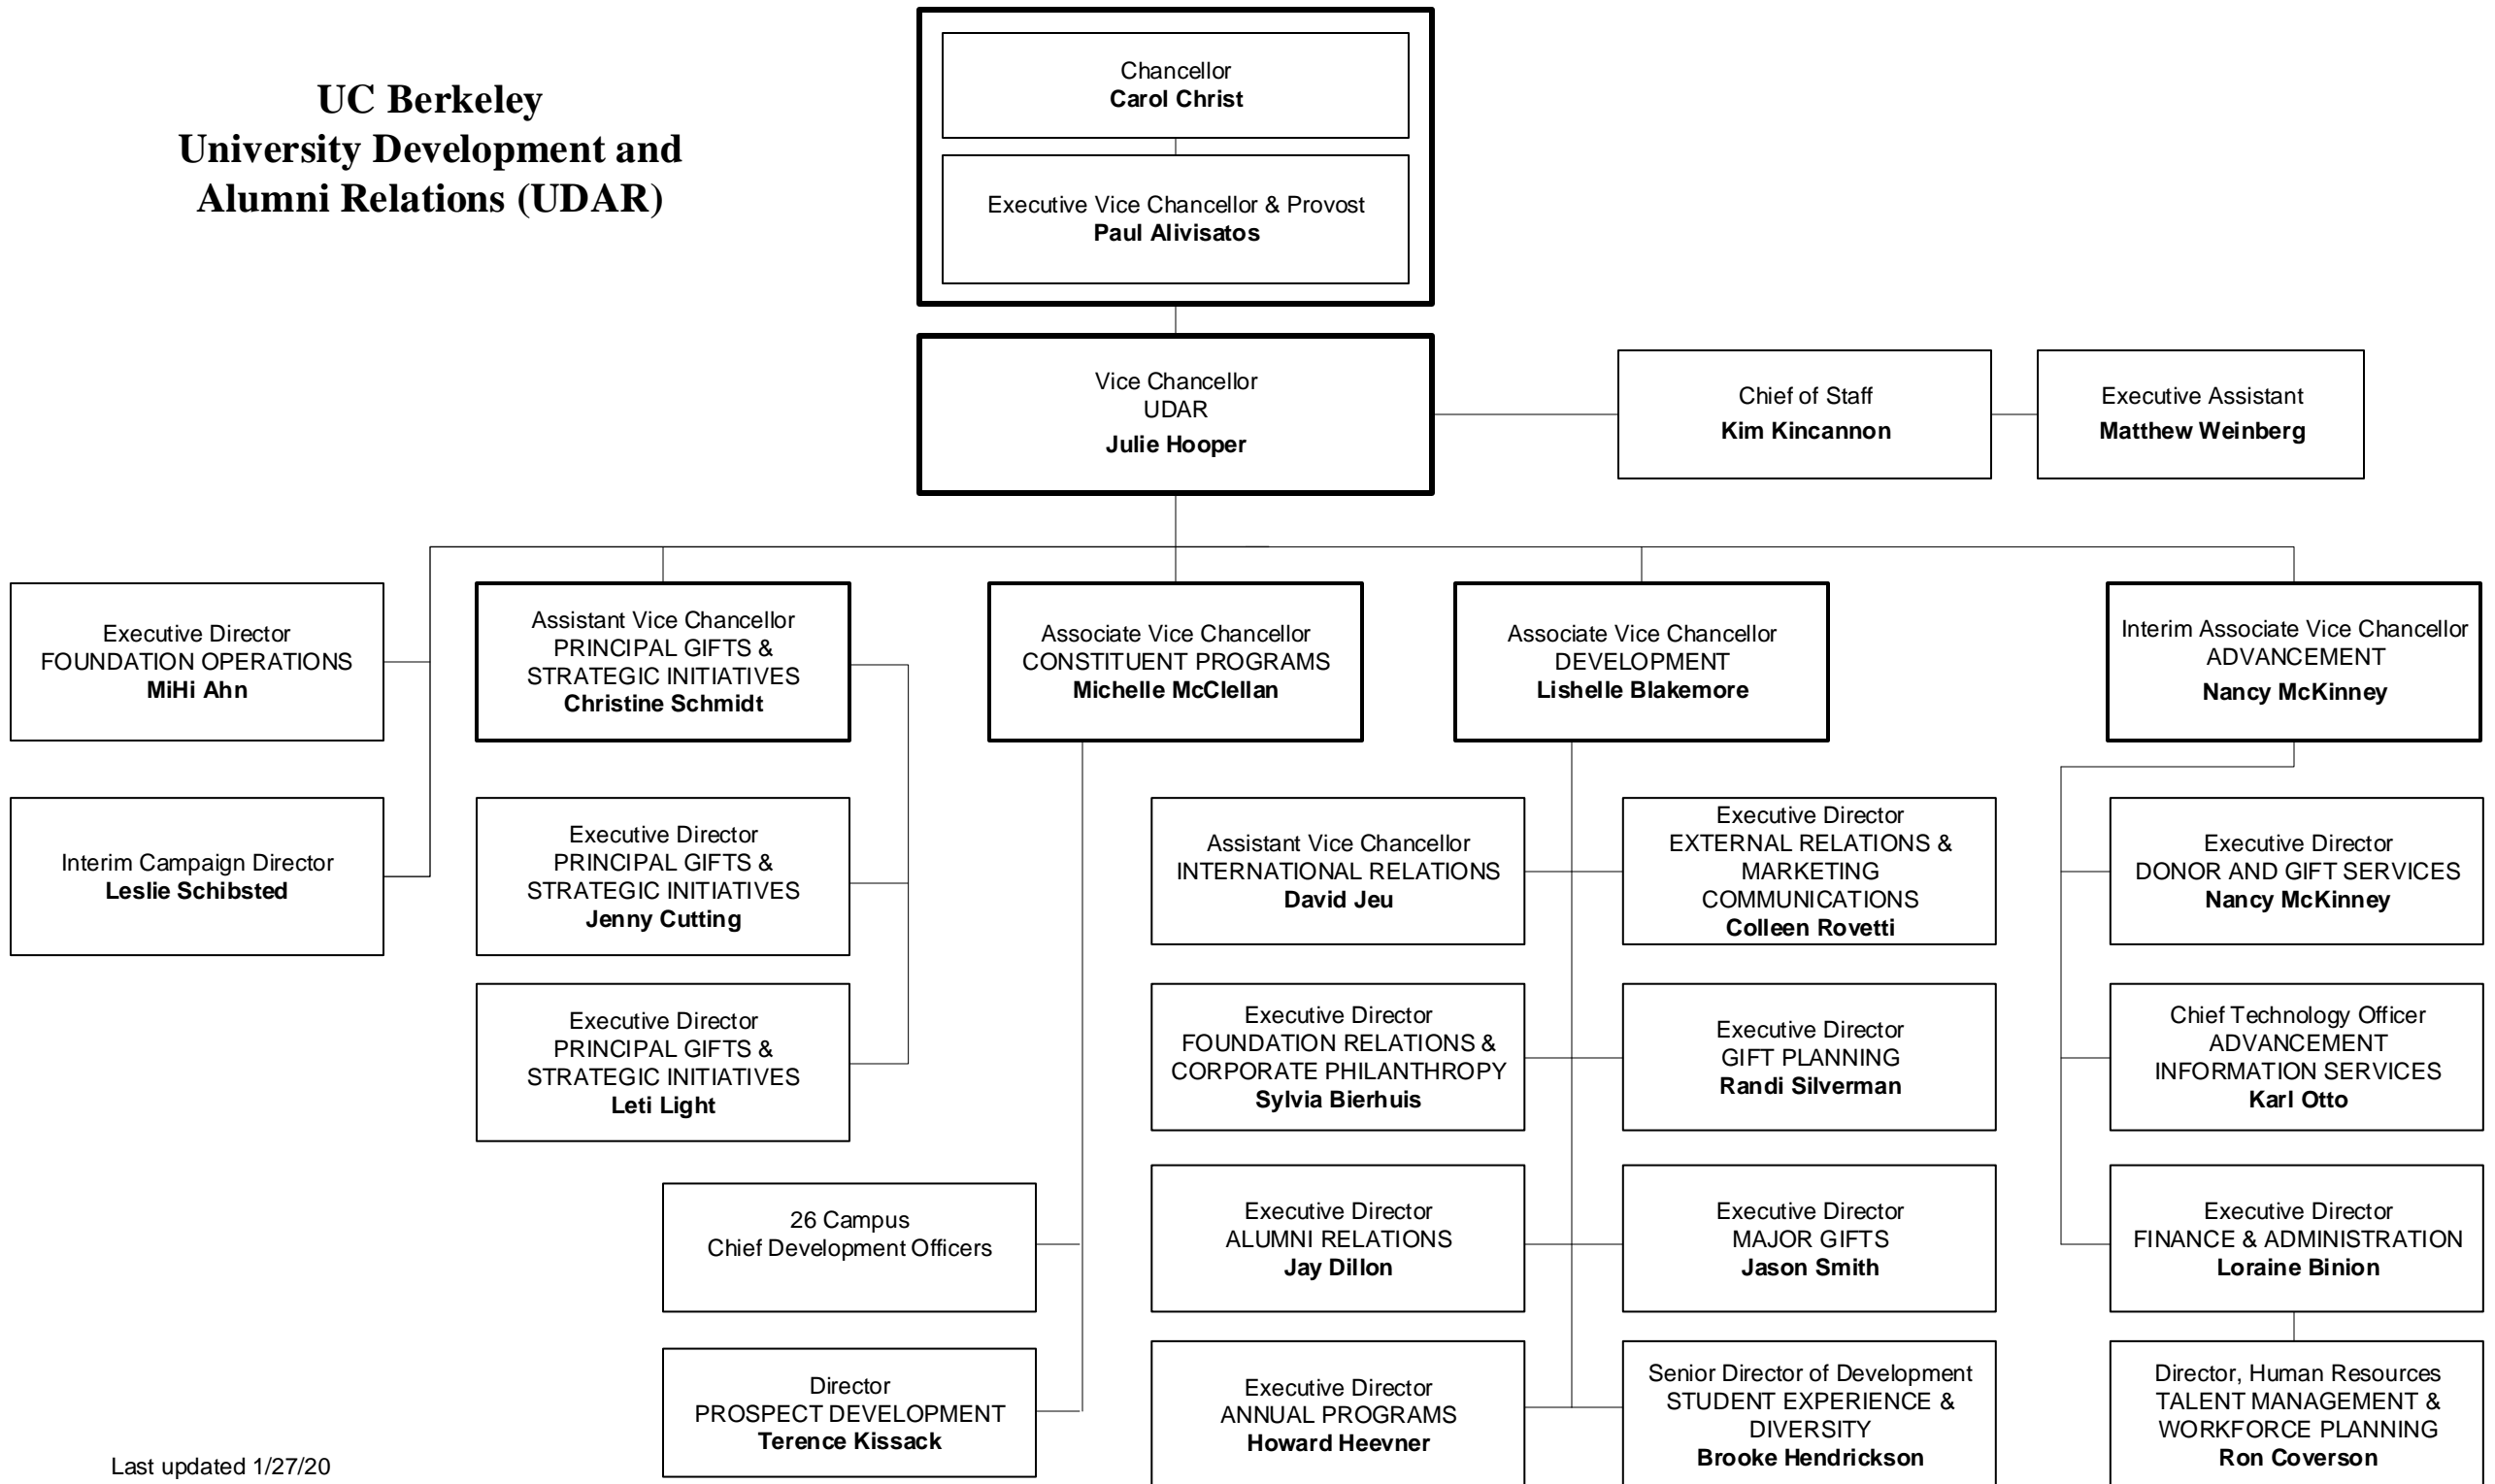 UC Berkeley
University Development and
Alumni Relations (UDAR)
Chancellor
Carol Christ
Executive Vice Chancellor & Provost
Paul Alivisatos
Vice Chancellor
UDAR
Julie Hooper
Chief of Staff
Kim Kincannon
Executive Assistant
Matthew Weinberg
Executive Director
FOUNDATION OPERATIONS
MiHi Ahn
Assistant Vice Chancellor
PRINCIPAL GIFTS &
STRATEGIC INITIATIVES
Christine Schmidt
Associate Vice Chancellor
CONSTITUENT PROGRAMS
Michelle McClellan
Associate Vice Chancellor
DEVELOPMENT
Lishelle Blakemore
Interim Associate Vice Chancellor
ADVANCEMENT
Nancy McKinney
Interim Campaign Director
Leslie Schibsted
Executive Director
PRINCIPAL GIFTS &
STRATEGIC INITIATIVES
Jenny Cutting
Assistant Vice Chancellor
INTERNATIONAL RELATIONS
David Jeu
Executive Director
EXTERNAL RELATIONS &
MARKETING
COMMUNICATIONS
Colleen Rovetti
Executive Director
DONOR AND GIFT SERVICES
Nancy McKinney
Executive Director
PRINCIPAL GIFTS &
STRATEGIC INITIATIVES
Leti Light
Executive Director
FOUNDATION RELATIONS &
CORPORATE PHILANTHROPY
Sylvia Bierhuis
Executive Director
GIFT PLANNING
Randi Silverman
Chief Technology Officer
ADVANCEMENT
INFORMATION SERVICES
Karl Otto
26 Campus
Chief Development Officers
Executive Director
ALUMNI RELATIONS
Jay Dillon
Executive Director
MAJOR GIFTS
Jason Smith
Executive Director
FINANCE & ADMINISTRATION
Loraine Binion
Director
PROSPECT DEVELOPMENT
Terence Kissack
Executive Director
ANNUAL PROGRAMS
Howard Heevner
Senior Director of Development
STUDENT EXPERIENCE &
DIVERSITY
Brooke Hendrickson
Director, Human Resources
TALENT MANAGEMENT &
WORKFORCE PLANNING
Ron Coverson
Last updated 1/27/20